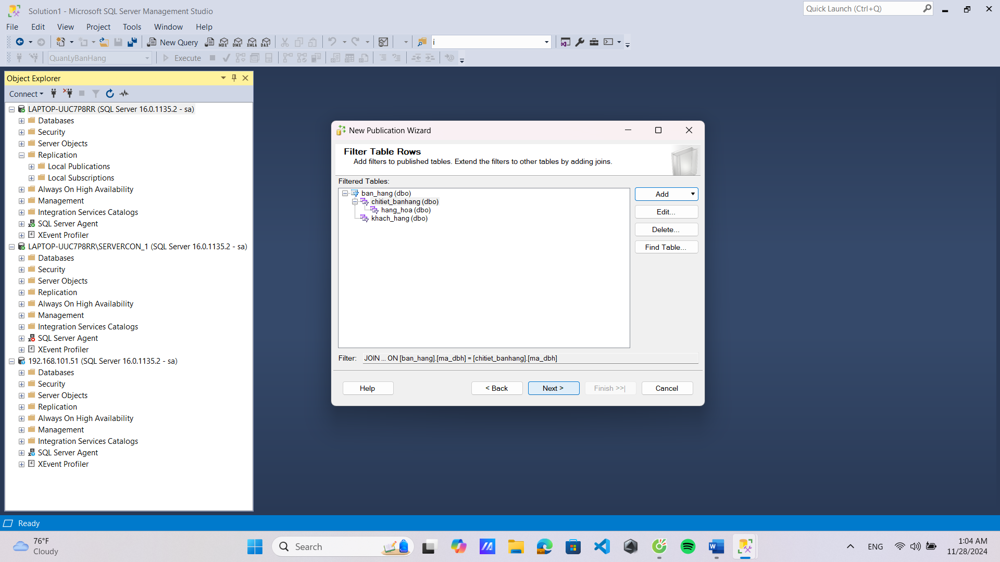 Solution1 - Microsoft SQL Server Management Studio
Quick Launch (Ctrl+Q)
File Edit View Project Tools Window Help
New Query MDX DMX XMLA DAX i
QuanLyBanHang Execute
Object Explorer
Connect
LAPTOP-UUC7P8RR (SQL Server 16.0.1135.2 - sa)
Databases
Security
Server Objects
Replication
Local Publications
Local Subscriptions
Always On High Availability
Management
Integration Services Catalogs
SQL Server Agent
XEvent Profiler
LAPTOP-UUC7P8RR\SERVERCON_1 (SQL Server 16.0.1135.2 - sa)
Databases
Security
Server Objects
Replication
Always On High Availability
Management
Integration Services Catalogs
SQL Server Agent
XEvent Profiler
192.168.101.51 (SQL Server 16.0.1135.2 - sa)
Databases
Security
Server Objects
Replication
Always On High Availability
Management
Integration Services Catalogs
SQL Server Agent
XEvent Profiler
New Publication Wizard
Filter Table Rows
Add filters to published tables. Extend the filters to other tables by adding joins.
Filtered Tables:
ban_hang (dbo)
chitiet_banhang (dbo)
hang_hoa (dbo)
khach_hang (dbo)
Add
Edit...
Delete...
Find Table...
Filter: JOIN ... ON [ban_hang].[ma_dbh] = [chitiet_banhang].[ma_dbh]
Help < Back Next > Finish >>| Cancel
Ready
76°F
Cloudy
Search
ENG
1:04 AM
11/28/2024